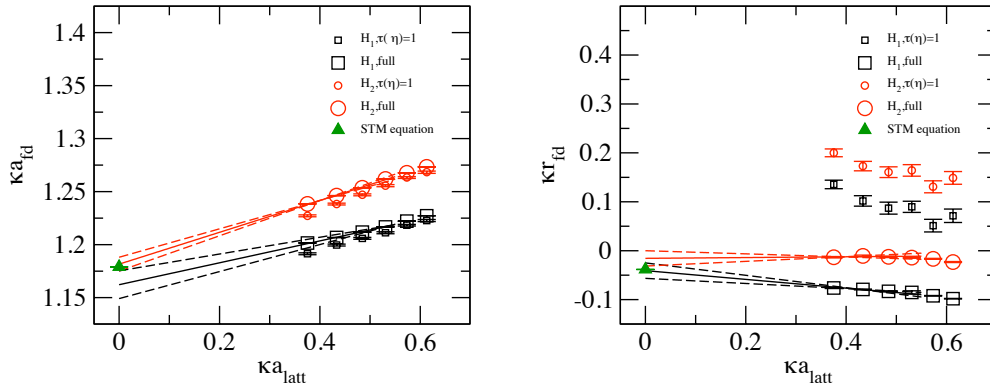 1.4
1.35
1.3
1.25
1.2
1.15
κa_fd
0 0.2 0.4 0.6
κa_latt
H_1,τ( η)=1
H_1,full
H_2,τ(η)=1
H_2,full
STM equation
0.4
0.3
0.2
0.1
0
-0.1
κr_fd
0 0.2 0.4 0.6
κa_latt
H_1,τ(η)=1
H_1,full
H_2,τ(η)=1
H_2,full
STM equation